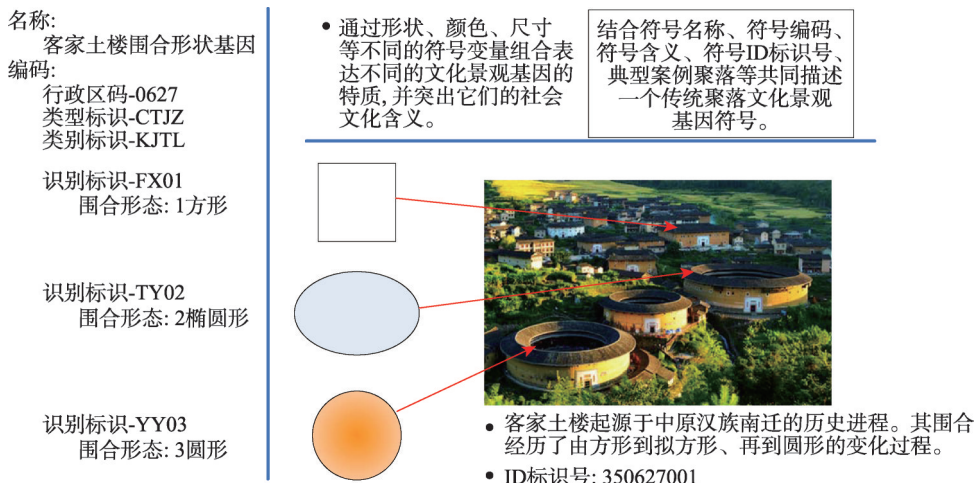 名称:
客家土楼围合形状基因
编码:
行政区码-0627
类型标识-CTJZ
类别标识-KJTL
识别标识-FX01
围合形态: 1方形
识别标识-TY02
围合形态: 2椭圆形
识别标识-YY03
围合形态: 3圆形
• 通过形状、颜色、尺寸
等不同的符号变量组合表
达不同的文化景观基因的
特质,并突出它们的社会
文化含义。
结合符号名称、符号编码、
符号含义、符号ID标识号、
典型案例聚落等共同描述
一个传统聚落文化景观
基因符号。
• 客家土楼起源于中原汉族南迁的历史进程。其围合
经历了由方形到拟方形、再到圆形的变化过程。
• ID标识号: 350627001